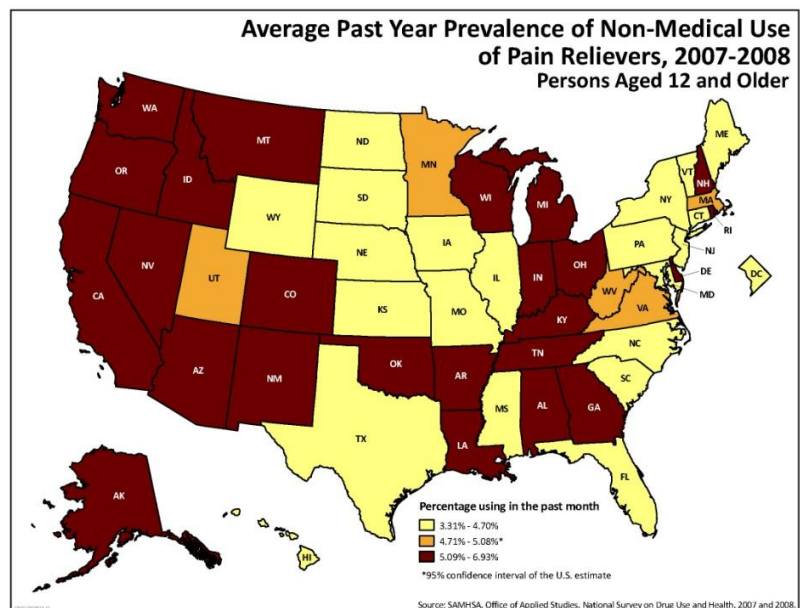 Average Past Year Prevalence of Non-Medical Use
of Pain Relievers, 2007-2008
Persons Aged 12 and Older
WA
MT
ND
MN
ME
OR
ID
SD
WI
MI
VT
NH
NY
MA
CT
RI
WY
IA
PA
NJ
NE
NV
UT
CO
IL
IN
OH
DE
DC
MD
WV
VA
CA
KS
MO
KY
NC
TN
OK
AR
SC
AZ
NM
MS
AL
GA
TX
LA
FL
AK
HI
Percentage using in the past month
3.31% - 4.70%
4.71% - 5.08%*
5.09% - 6.93%
*95% confidence interval of the U.S. estimate
Source: SAMHSA, Office of Applied Studies, National Survey on Drug Use and Health, 2007 and 2008.